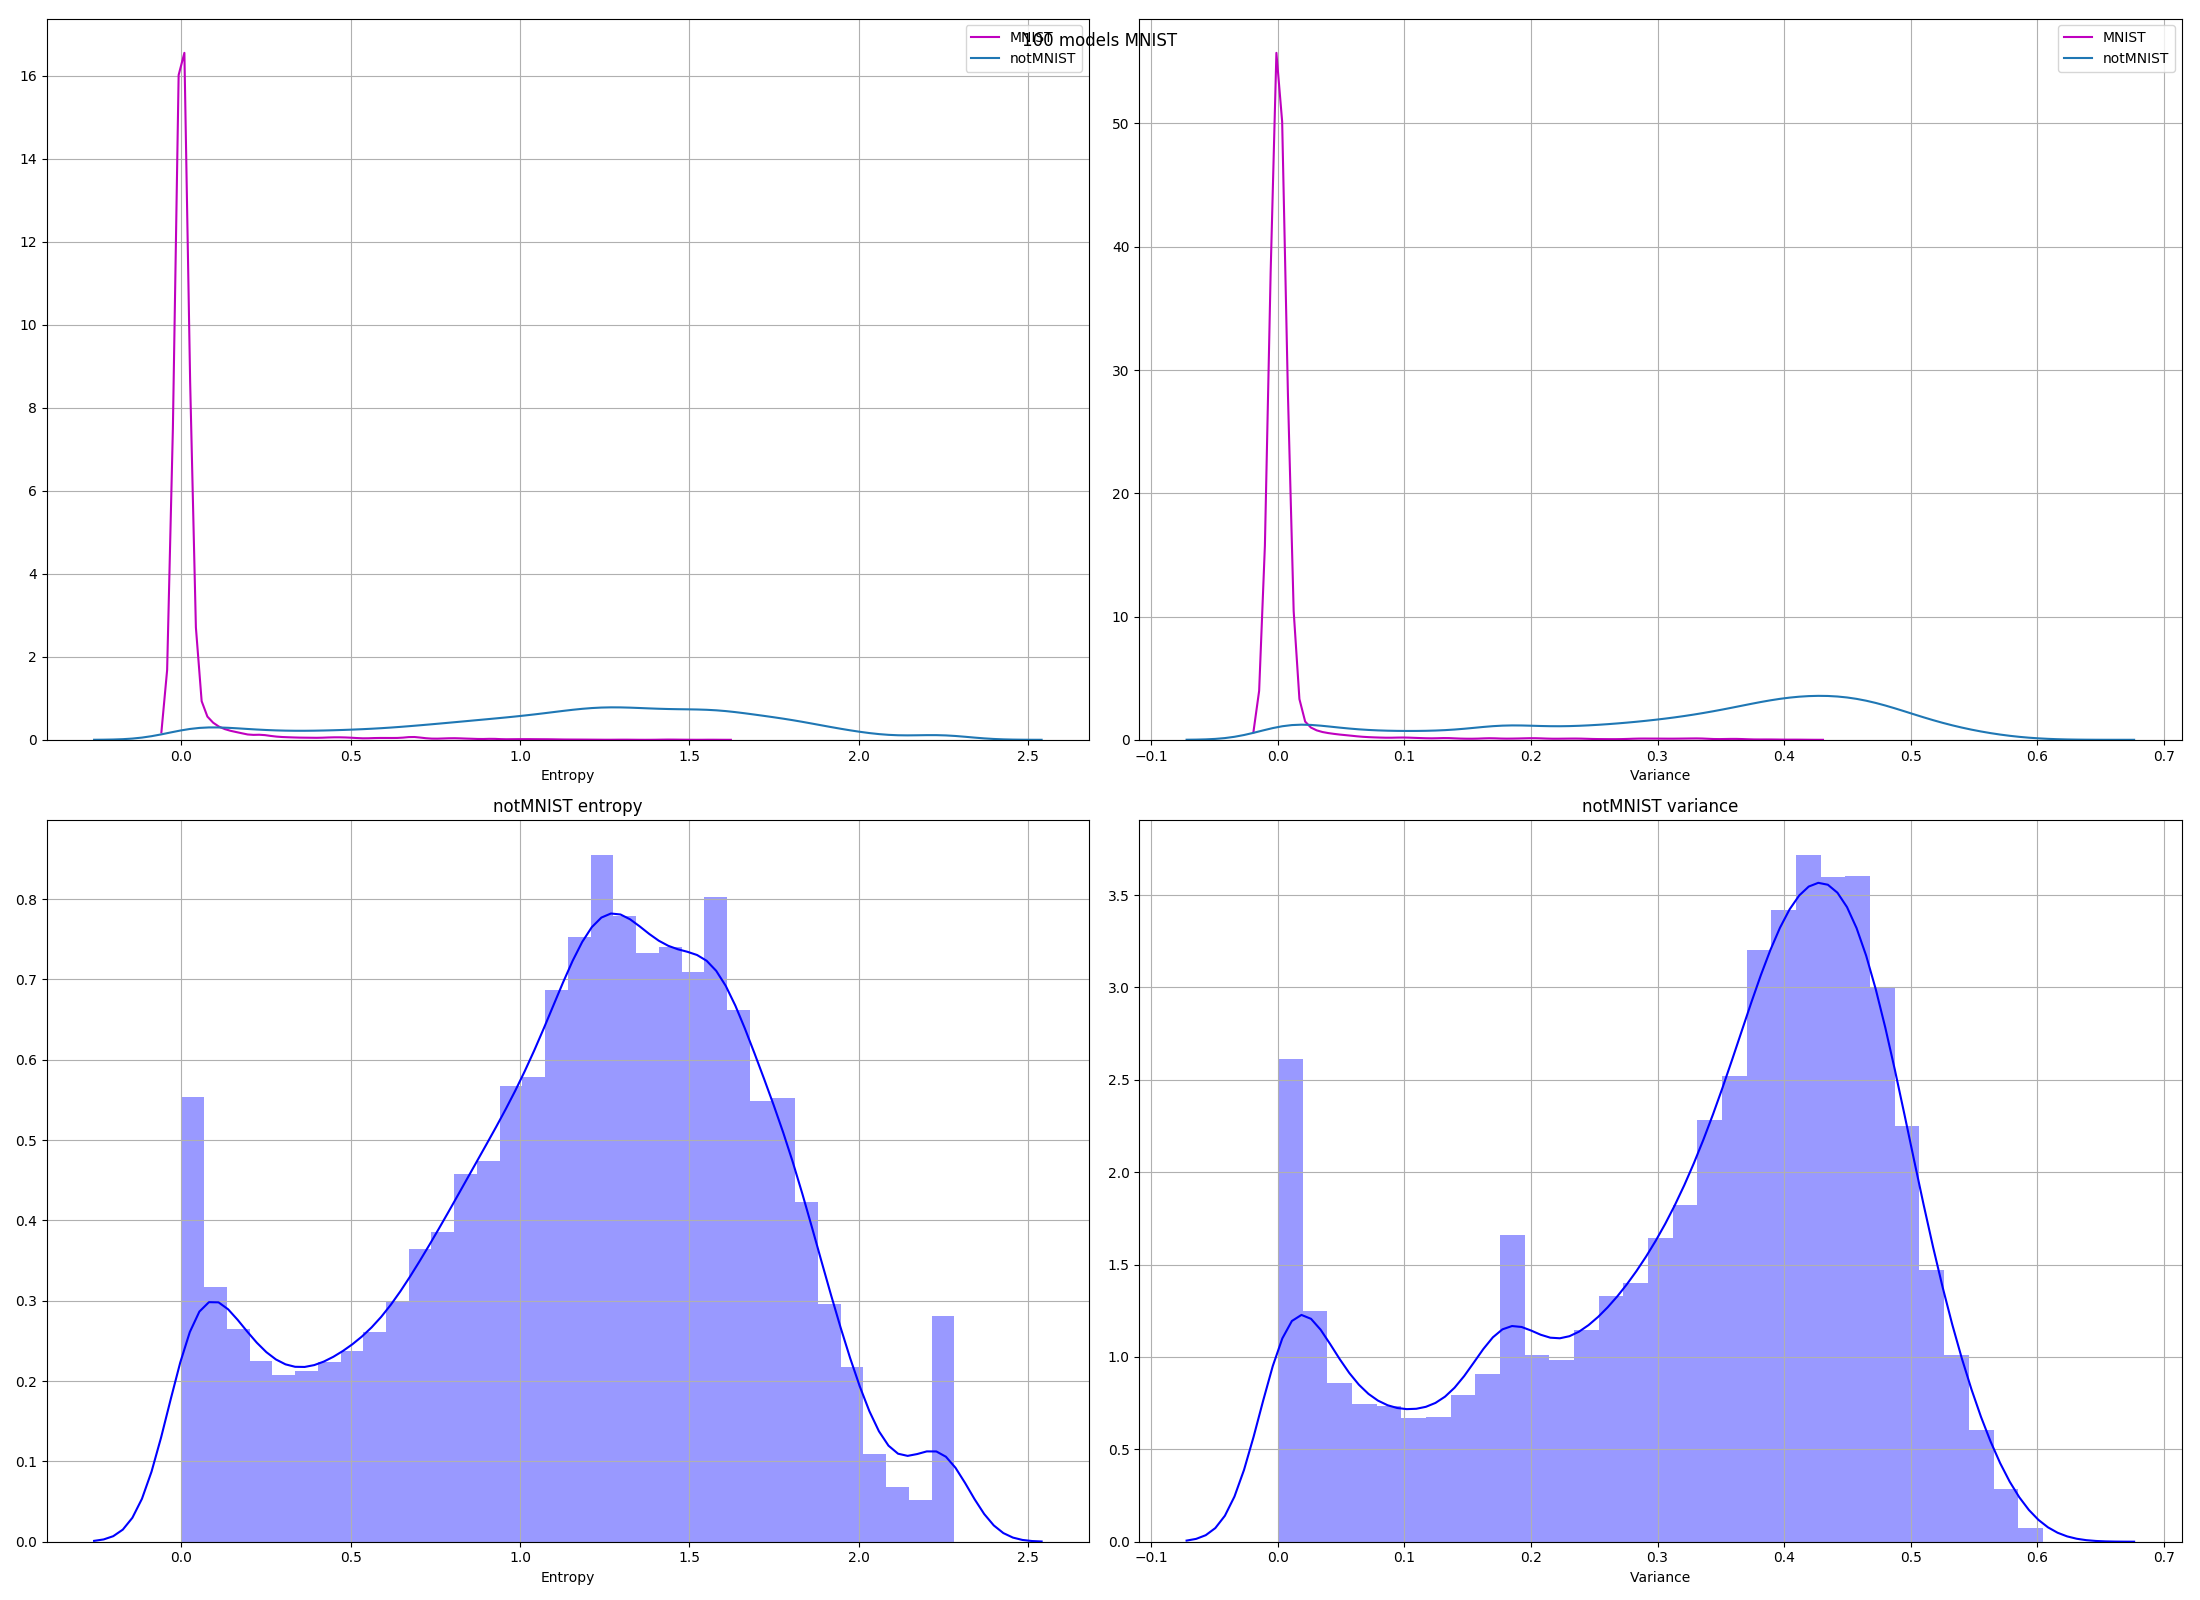 100 models MNIST
MNIST
notMNIST
16
14
12
10
8
6
4
2
0
0.0 0.5 1.0 1.5 2.0 2.5
Entropy
MNIST
notMNIST
50
40
30
20
10
0
−0.1 0.0 0.1 0.2 0.3 0.4 0.5 0.6 0.7
Variance
notMNIST entropy
0.8
0.7
0.6
0.5
0.4
0.3
0.2
0.1
0.0
0.0 0.5 1.0 1.5 2.0 2.5
Entropy
notMNIST variance
3.5
3.0
2.5
2.0
1.5
1.0
0.5
0.0
−0.1 0.0 0.1 0.2 0.3 0.4 0.5 0.6 0.7
Variance